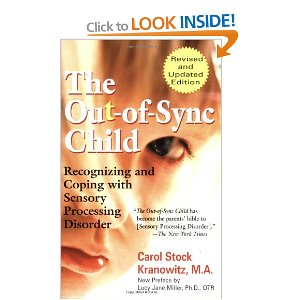 Click to LOOK INSIDE!
Revised
and
Updated
Edition
The
Out-of-Sync
Child
Recognizing and
Coping with
Sensory
Processing
Disorder
"The Out-of-Sync Child has
become the parents' bible to
[Sensory Processing Disorder]."
—The New York Times
Carol Stock
Kranowitz, M.A.
New Preface by
Lucy Jane Miller, Ph.D., OTR